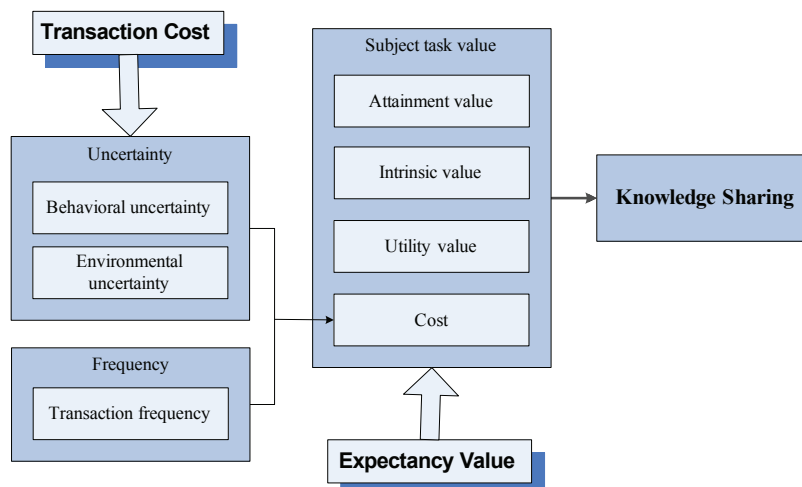 Transaction Cost
Uncertainty
Behavioral uncertainty
Environmental
uncertainty
Frequency
Transaction frequency
Subject task value
Attainment value
Intrinsic value
Utility value
Cost
Expectancy Value
Knowledge Sharing